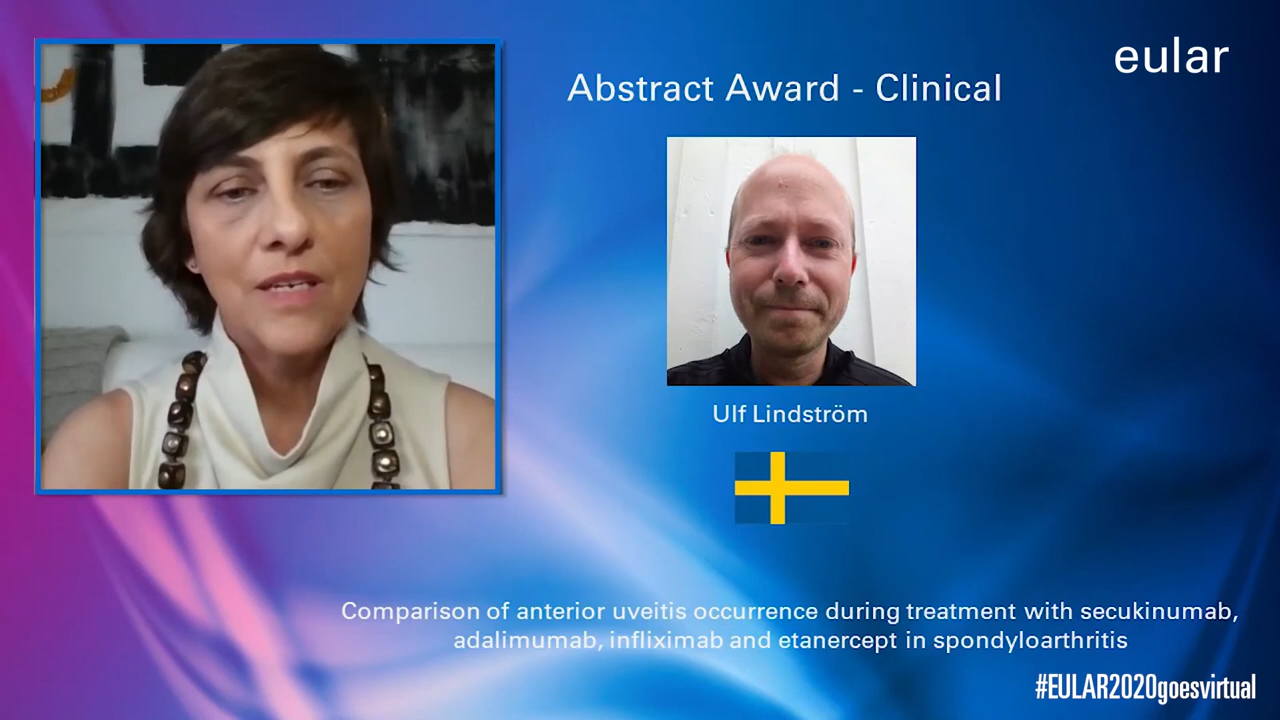 eular
Abstract Award - Clinical
Ulf Lindström
Comparison of anterior uveitis occurrence during treatment with secukinumab,
adalimumab, infliximab and etanercept in spondyloarthritis
#EULAR2020goesvirtual